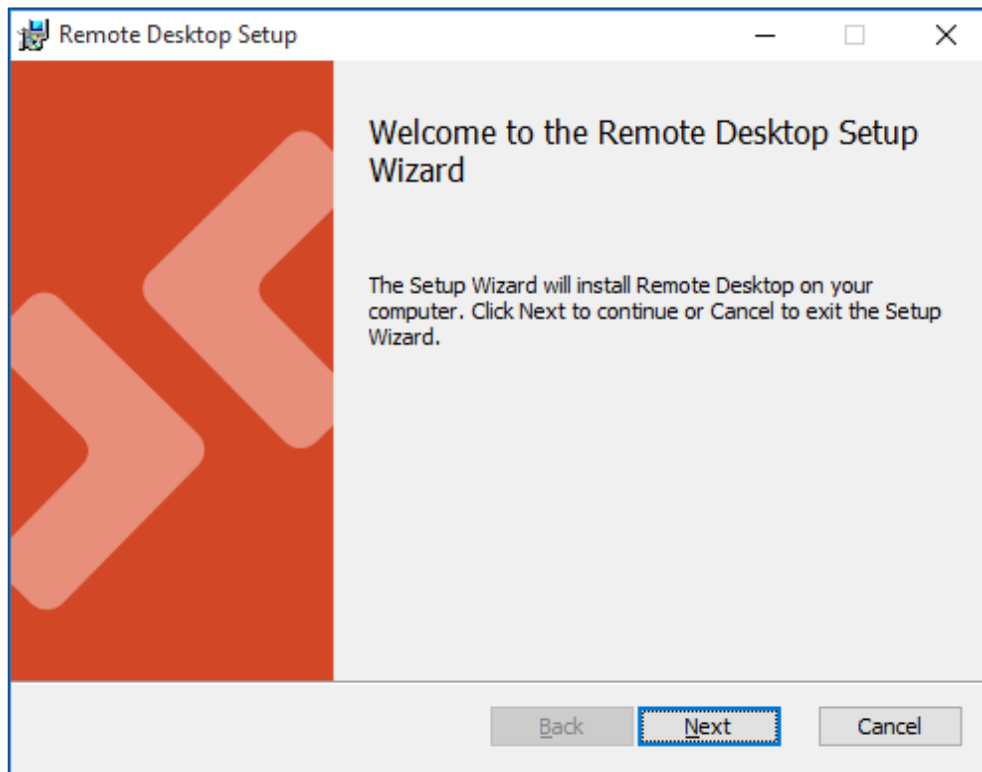 Remote Desktop Setup
Welcome to the Remote Desktop Setup
Wizard
The Setup Wizard will install Remote Desktop on your
computer. Click Next to continue or Cancel to exit the Setup
Wizard.
Back
Next
Cancel